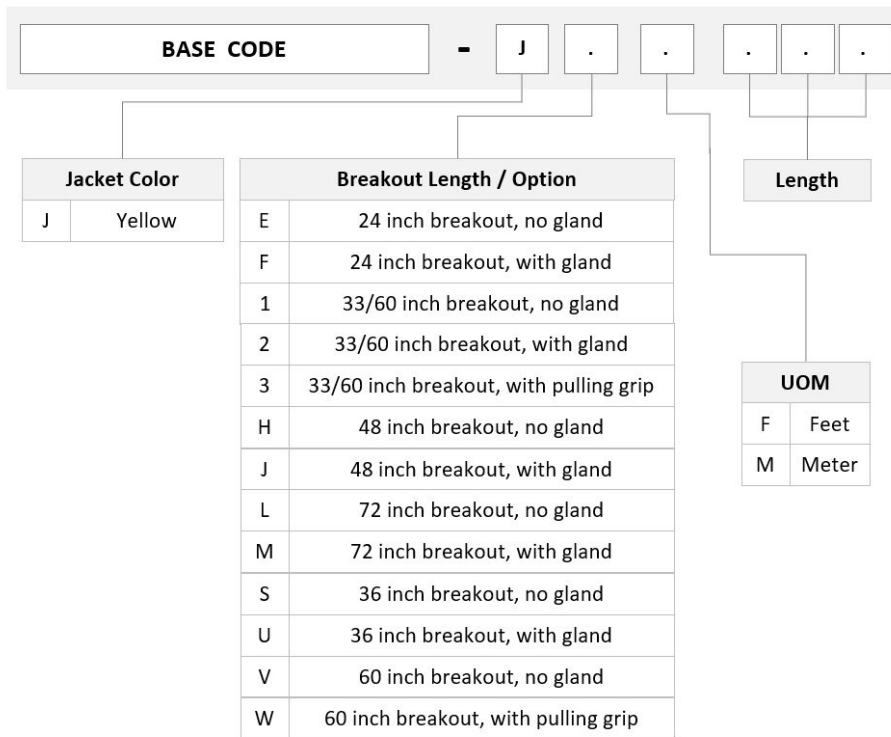 BASE CODE - J . . . . .
Jacket Color
J Yellow
Breakout Length / Option
E 24 inch breakout, no gland
F 24 inch breakout, with gland
1 33/60 inch breakout, no gland
2 33/60 inch breakout, with gland
3 33/60 inch breakout, with pulling grip
H 48 inch breakout, no gland
J 48 inch breakout, with gland
L 72 inch breakout, no gland
M 72 inch breakout, with gland
S 36 inch breakout, no gland
U 36 inch breakout, with gland
V 60 inch breakout, no gland
W 60 inch breakout, with pulling grip
Length
UOM
F Feet
M Meter